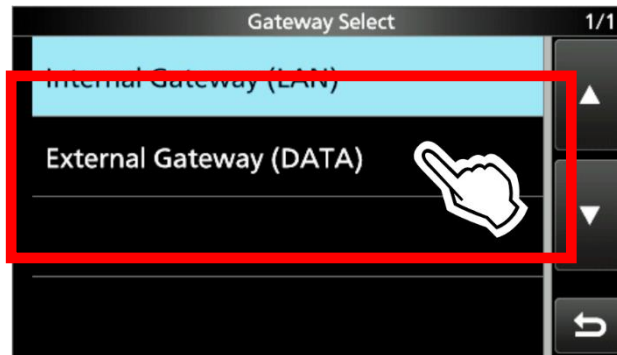 Gateway Select
1/1
Internal Gateway (LAN)
External Gateway (DATA)